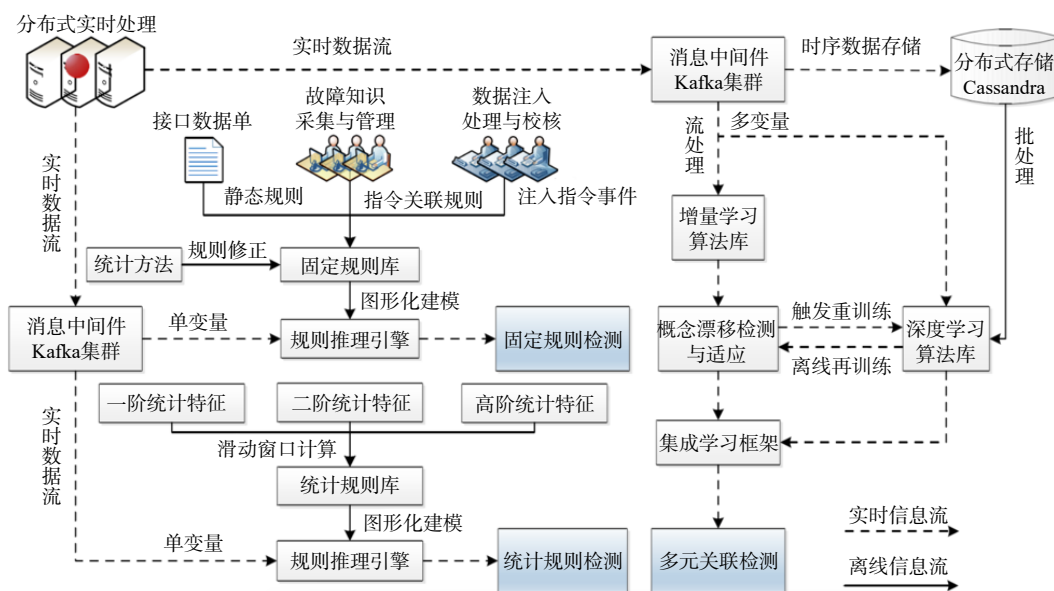 分布式实时处理
实时数据流
消息中间件
Kafka集群
时序数据存储
分布式存储
Cassandra
实时数据流
接口数据单
故障知识
采集与管理
数据注入
处理与校核
静态规则
指令关联规则
注入指令事件
流处理
多变量
批处理
增量学习
算法库
统计方法
规则修正
固定规则库
图形化建模
消息中间件
Kafka集群
单变量
规则推理引擎
固定规则检测
概念漂移检测
与适应
触发重训练
离线再训练
深度学习
算法库
实时数据流
一阶统计特征
二阶统计特征
高阶统计特征
滑动窗口计算
集成学习框架
统计规则库
图形化建模
单变量
规则推理引擎
统计规则检测
多元关联检测
实时信息流
离线信息流